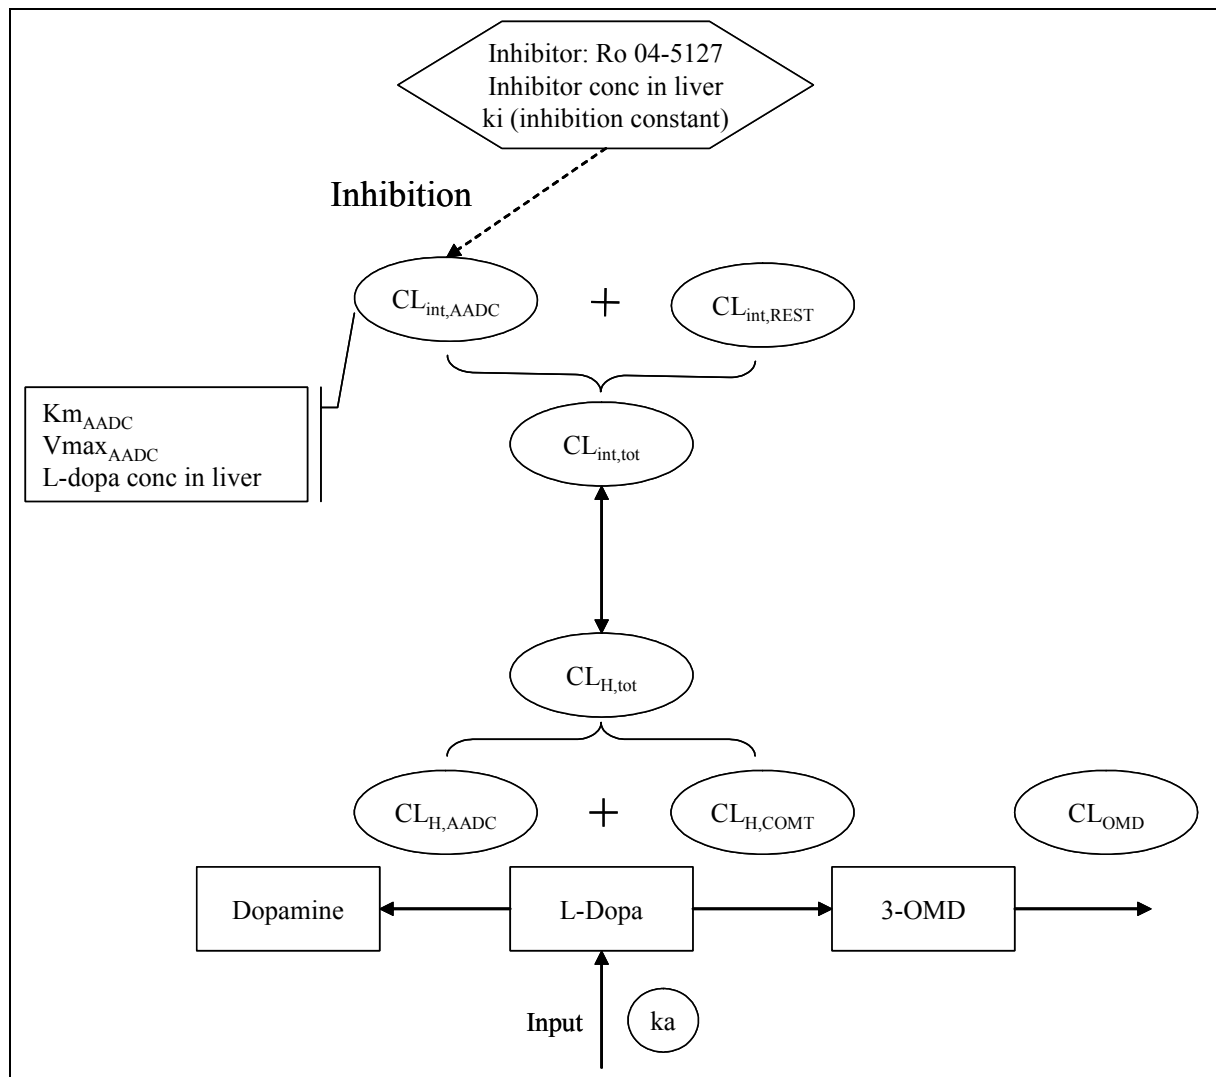 Inhibitor: Ro 04-5127
Inhibitor conc in liver
ki (inhibition constant)
Inhibition
CLint,AADC
+
CLint,REST
KmAADC
VmaxAADC
L-dopa conc in liver
CLint,tot
CLH,tot
CLH,AADC
+
CLH,COMT
CLOMD
Dopamine
L-Dopa
3-OMD
Input
ka